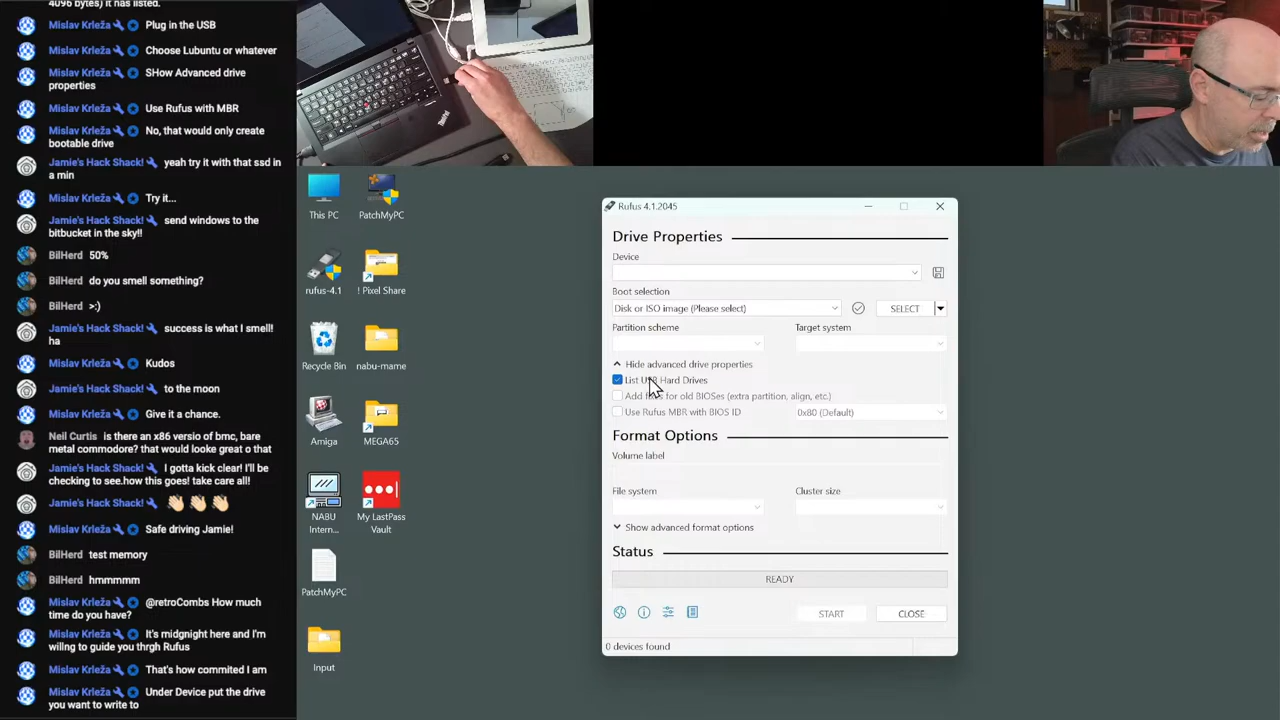 4096 bytes) it has listed.
Mislav Krleža Plug in the USB
Mislav Krleža Choose Lubuntu or whatever
Mislav Krleža SHow Advanced drive
properties
Mislav Krleža Use Rufus with MBR
Mislav Krleža No, that would only create
bootable drive
Jamie's Hack Shack! yeah try it with that ssd in
a min
Mislav Krleža Try it...
Jamie's Hack Shack! send windows to the
bitbucket in the sky!!
BilHerd 50%
BilHerd do you smell something?
BilHerd >:)
Jamie's Hack Shack! success is what I smell!
ha
Mislav Krleža Kudos
Jamie's Hack Shack! to the moon
Mislav Krleža Give it a chance.
Neil Curtis is there an x86 versio of bmc, bare
metal commodore? that would looke great o that
Jamie's Hack Shack! I gotta kick clear! I'll be
checking to see.how this goes! take care all!
Jamie's Hack Shack!
Mislav Krleža Safe driving Jamie!
BilHerd test memory
BilHerd hmmmmm
Mislav Krleža @retroCombs How much
time do you have?
Mislav Krleža It's midgnight here and I'm
willng to guide you thrgh Rufus
Mislav Krleža That's how commited I am
Mislav Krleža Under Device put the drive
you want to write to
ThinkPad
This PC
PatchMyPC
rufus-4.1
! Pixel Share
Recycle Bin
nabu-mame
Amiga
MEGA65
NABU
Intern...
My LastPass
Vault
PatchMyPC
Input
Rufus 4.1.2045
Drive Properties
Device
Boot selection
Disk or ISO image (Please select)
SELECT
Partition scheme
Target system
Hide advanced drive properties
List USB Hard Drives
Add fixes for old BIOSes (extra partition, align, etc.)
Use Rufus MBR with BIOS ID
0x80 (Default)
Format Options
Volume label
File system
Cluster size
Show advanced format options
Status
READY
START
CLOSE
0 devices found